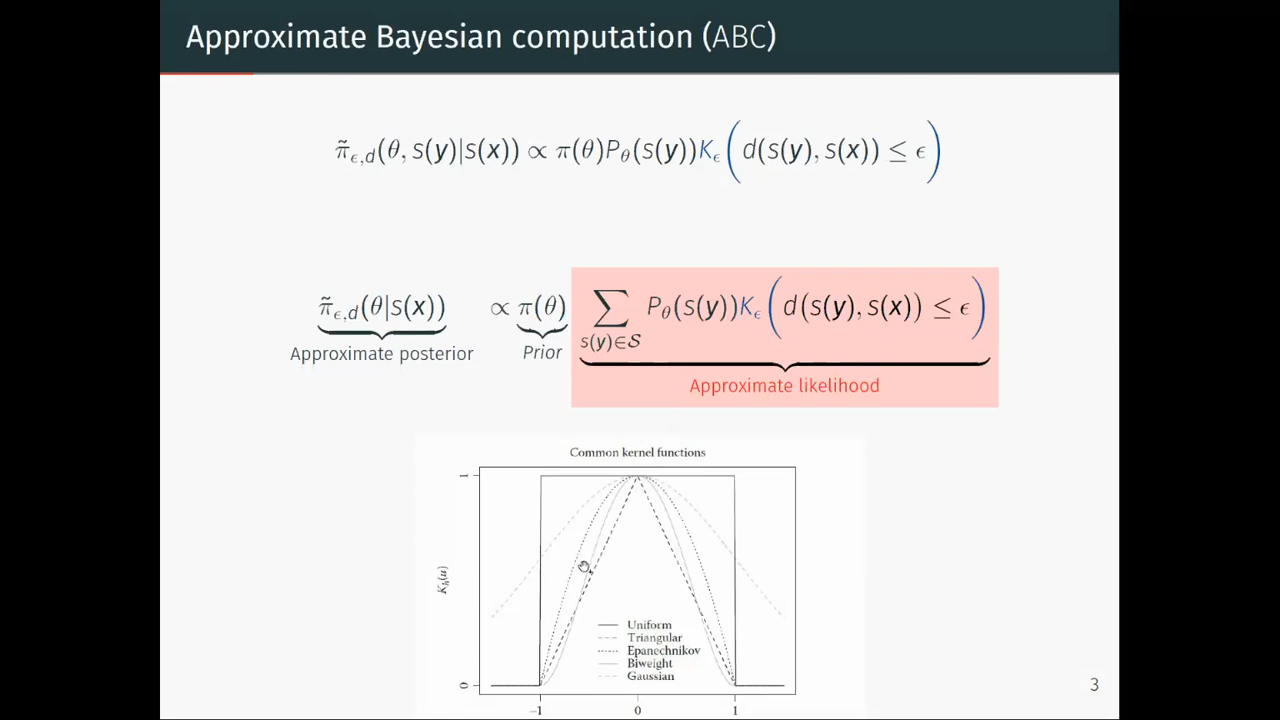 Approximate Bayesian computation (ABC)
π̃ϵ,d(θ, s(y)|s(x)) ∝ π(θ)Pθ(s(y))Kϵ(d(s(y), s(x)) ≤ ϵ)
π̃ϵ,d(θ|s(x)) ∝ π(θ) ∑s(y)∈𝒮 Pθ(s(y))Kϵ(d(s(y), s(x)) ≤ ϵ)
Approximate posterior Prior Approximate likelihood
Common kernel functions
1
Kh(u)
Uniform
Triangular
Epanechnikov
Biweight
Gaussian
0
−1 0 1
3